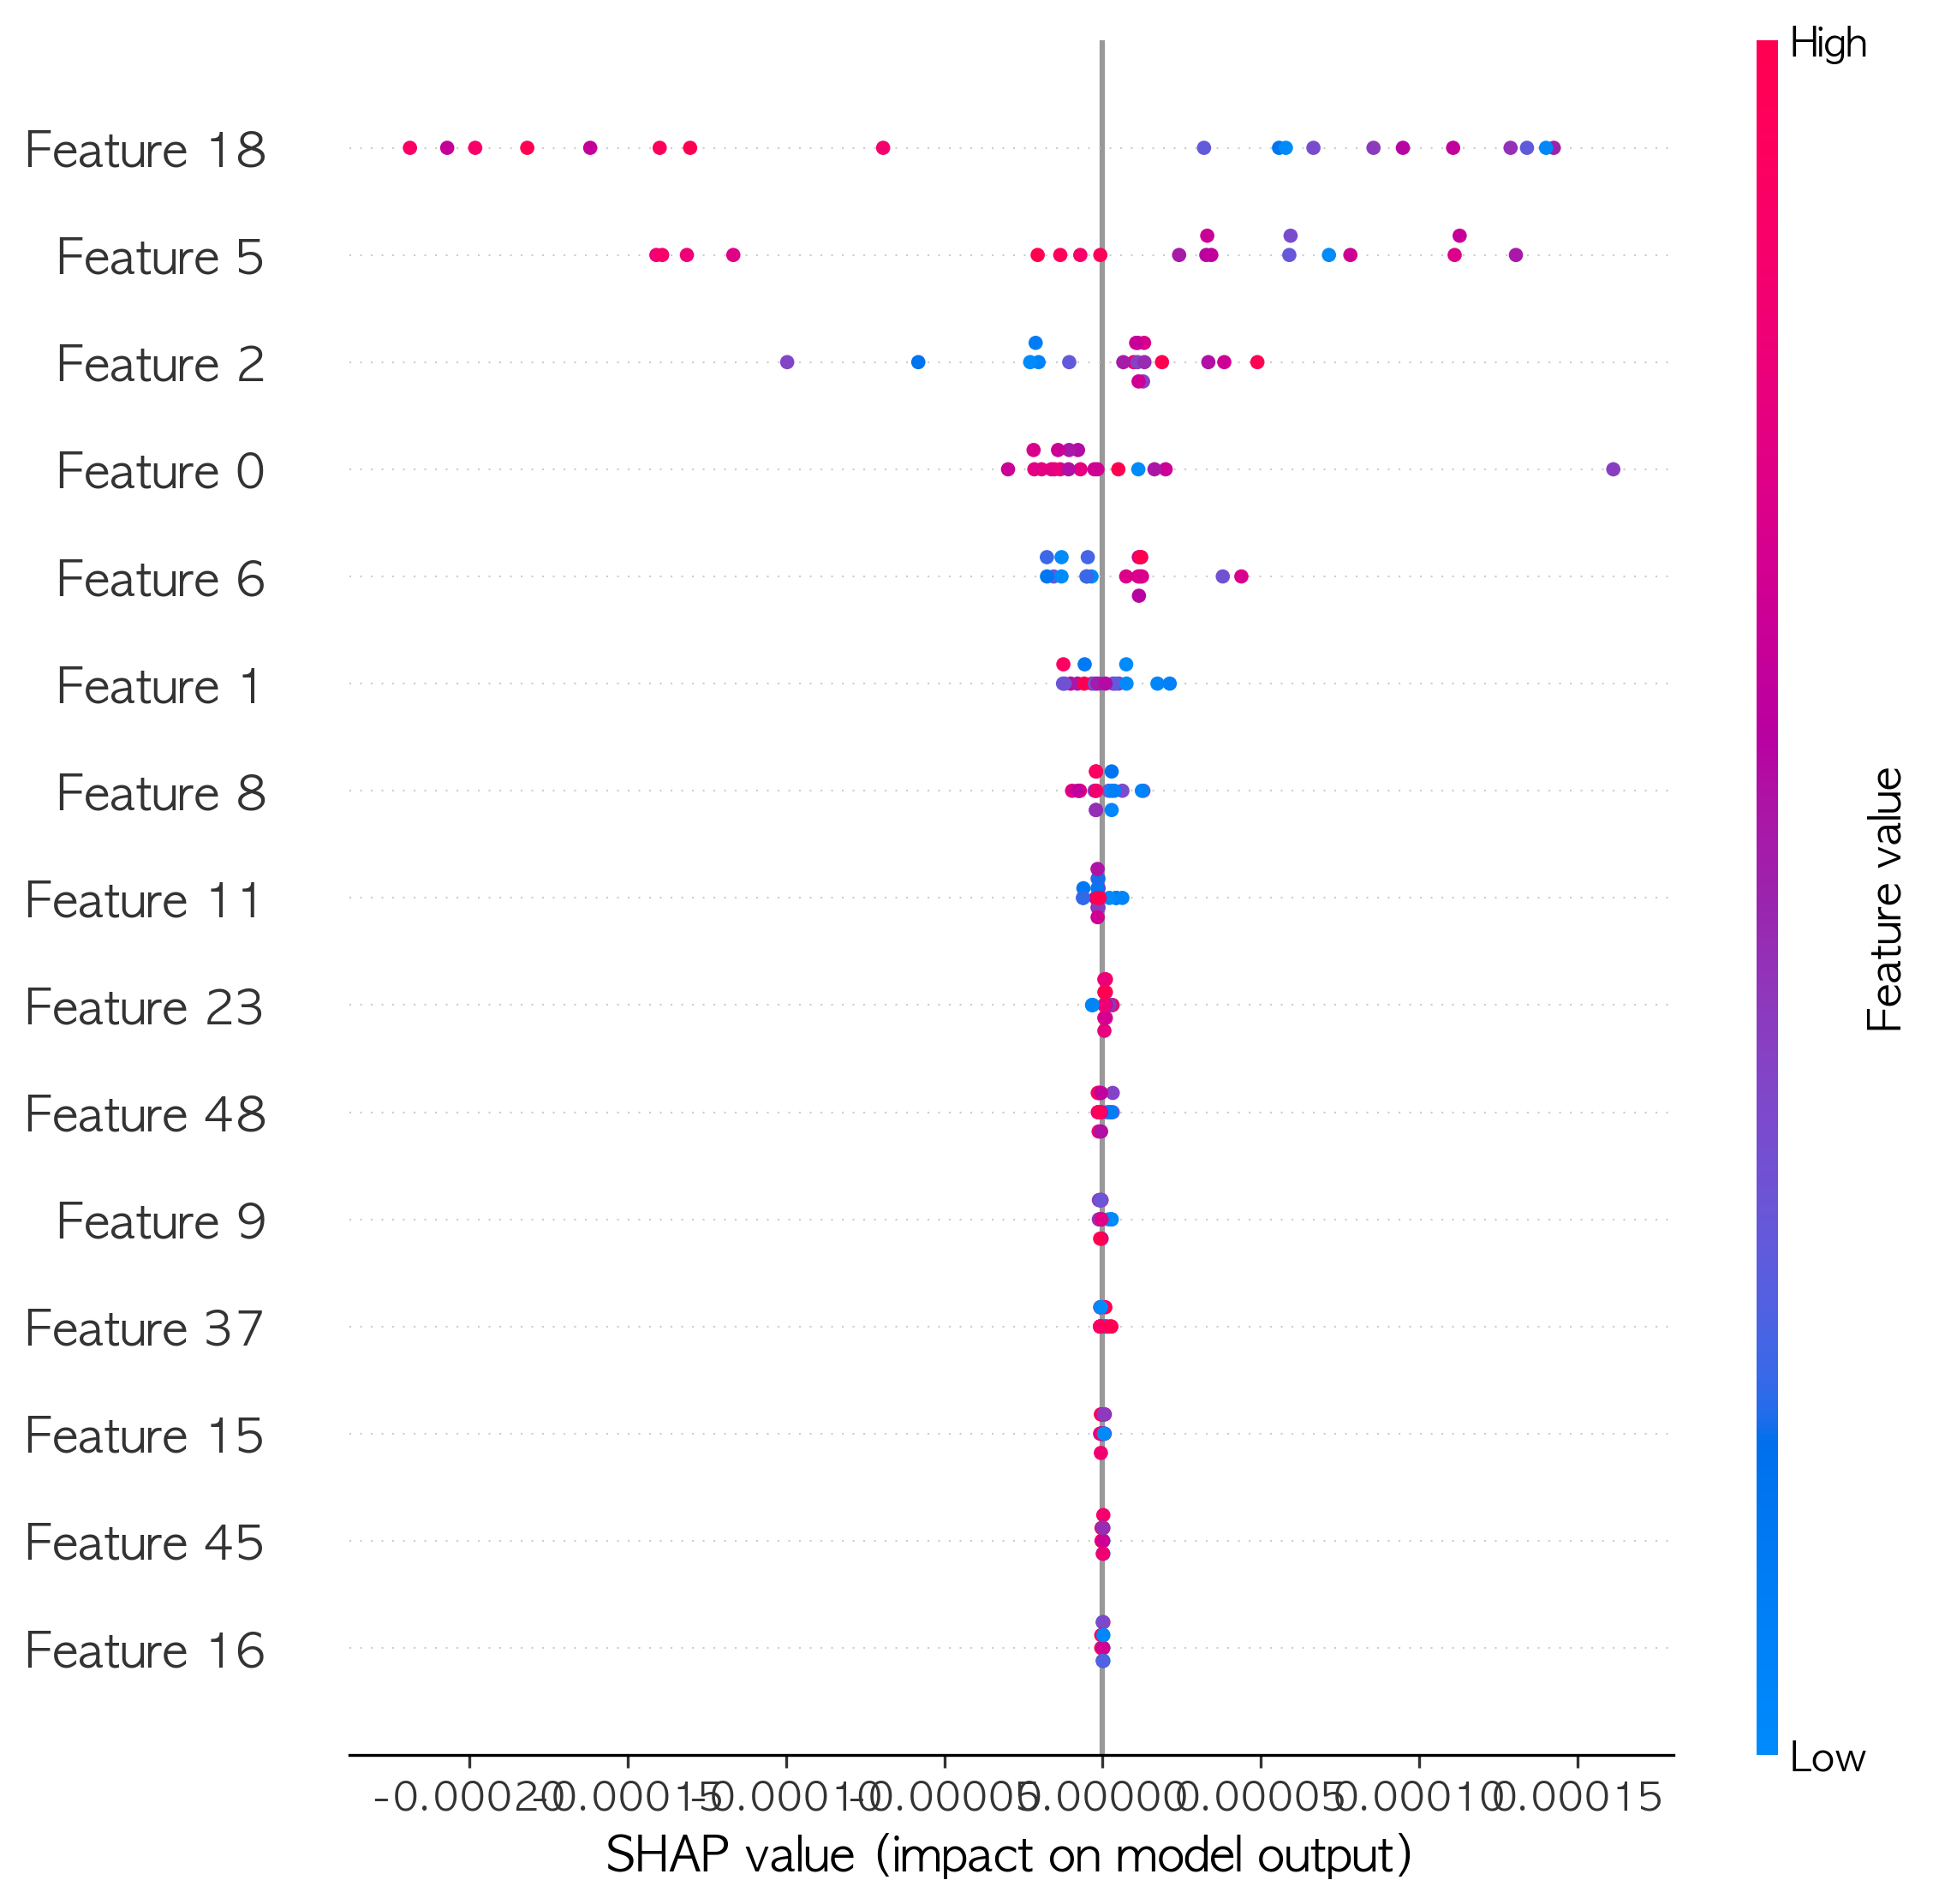 High
Feature 18
Feature 5
Feature 2
Feature 0
Feature 6
Feature 1
Feature 8
Feature 11
Feature 23
Feature 48
Feature 9
Feature 37
Feature 15
Feature 45
Feature 16
Feature value
Low
-0.00020 -0.00015 -0.00010 -0.00005 0.00000 0.00005 0.00010 0.00015
SHAP value (impact on model output)